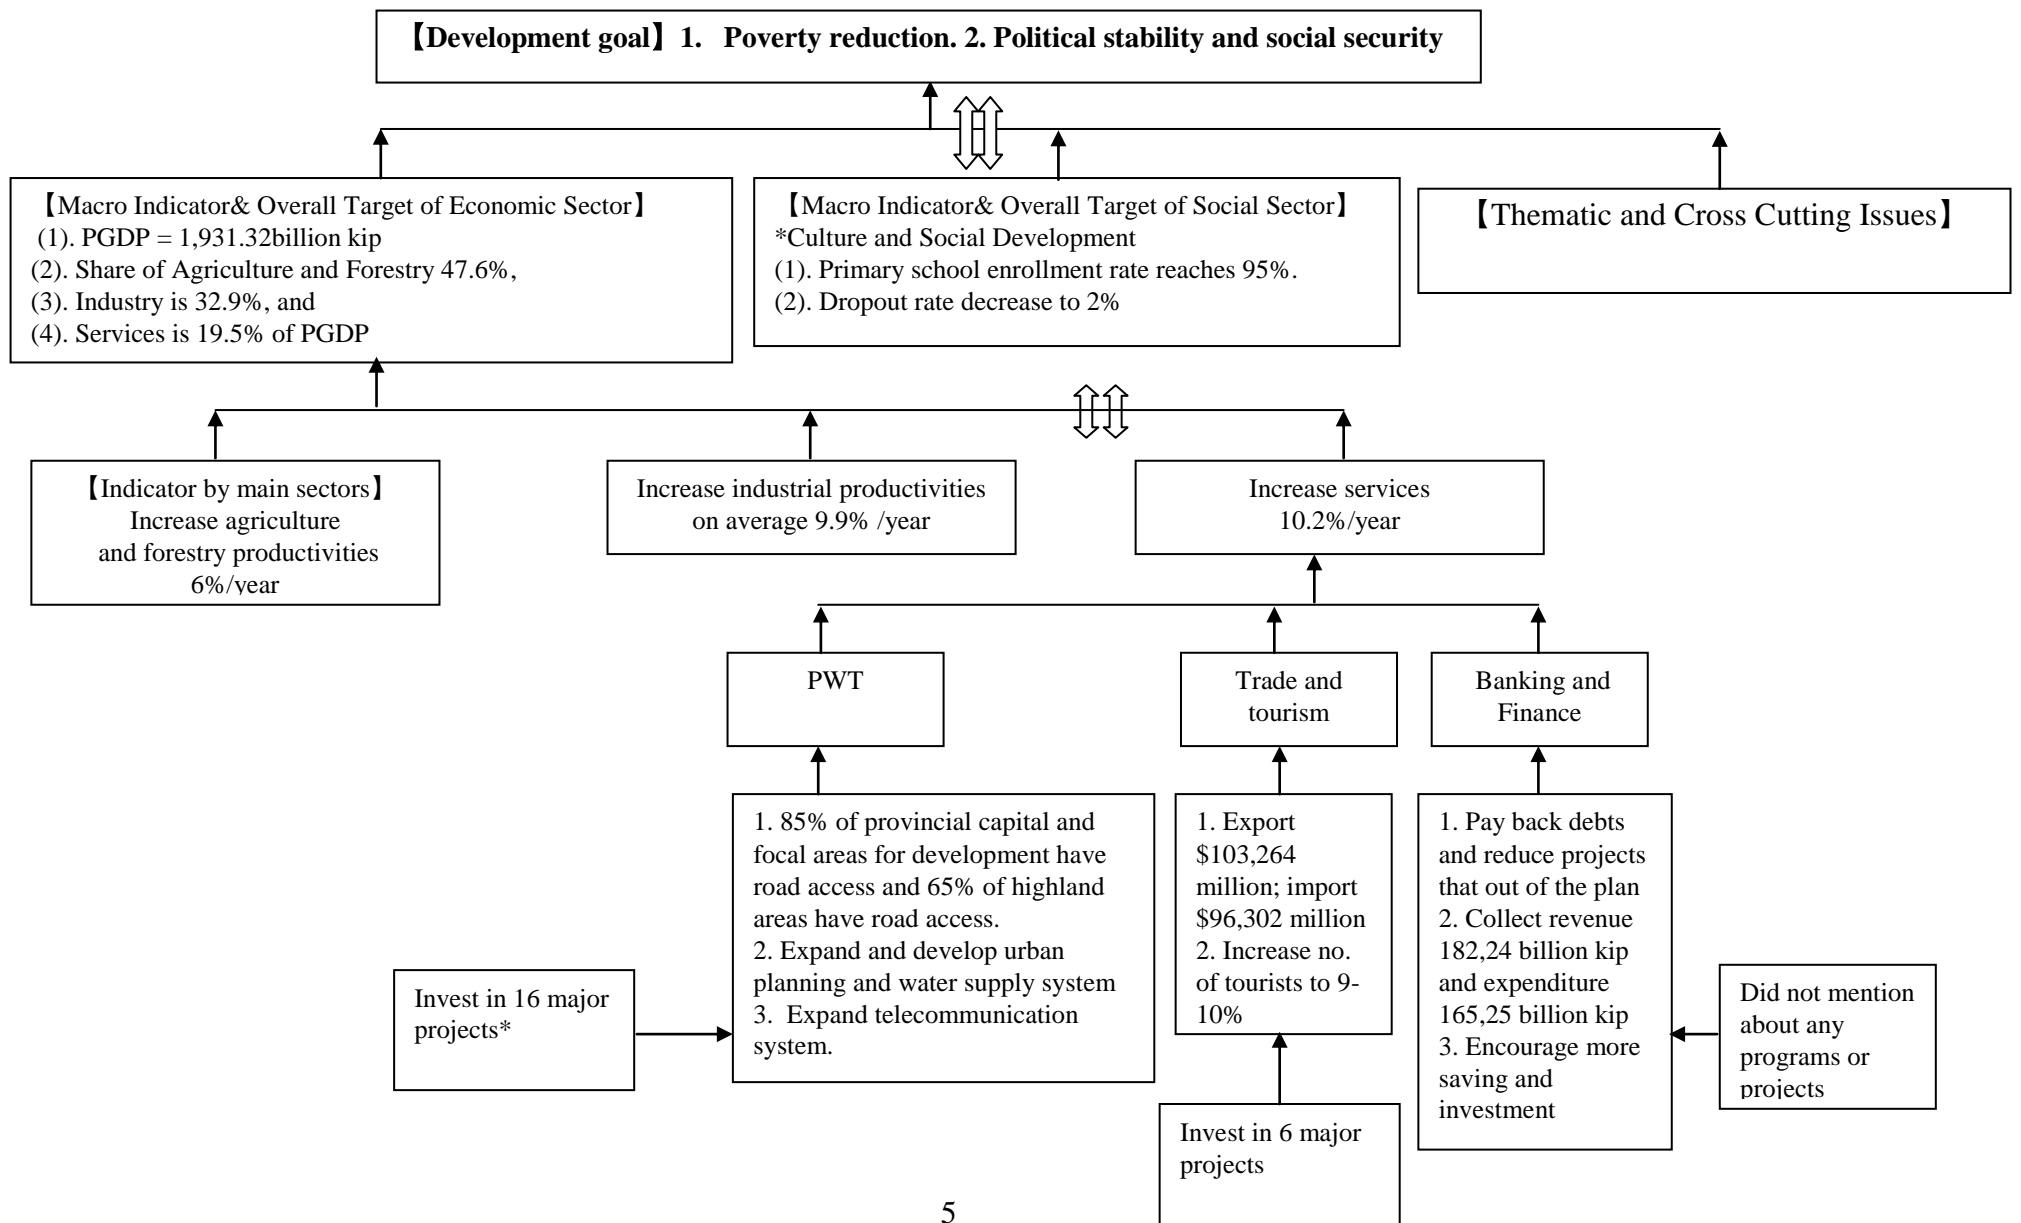 【Development goal】1. Poverty reduction. 2. Political stability and social security
【Macro Indicator& Overall Target of Economic Sector】
(1). PGDP = 1,931.32billion kip
(2). Share of Agriculture and Forestry 47.6%,
(3). Industry is 32.9%, and
(4). Services is 19.5% of PGDP
【Macro Indicator& Overall Target of Social Sector】
*Culture and Social Development
(1). Primary school enrollment rate reaches 95%.
(2). Dropout rate decrease to 2%
【Thematic and Cross Cutting Issues】
【Indicator by main sectors】
Increase agriculture
and forestry productivities
6%/year
Increase industrial productivities
on average 9.9% /year
Increase services
10.2%/year
PWT
Trade and
tourism
Banking and
Finance
Invest in 16 major
projects*
1. 85% of provincial capital and
focal areas for development have
road access and 65% of highland
areas have road access.
2. Expand and develop urban
planning and water supply system
3. Expand telecommunication
system.
1. Export
$103,264
million; import
$96,302 million
2. Increase no.
of tourists to 9-
10%
1. Pay back debts
and reduce projects
that out of the plan
2. Collect revenue
182,24 billion kip
and expenditure
165,25 billion kip
3. Encourage more
saving and
investment
Did not mention
about any
programs or
projects
Invest in 6 major
projects
5